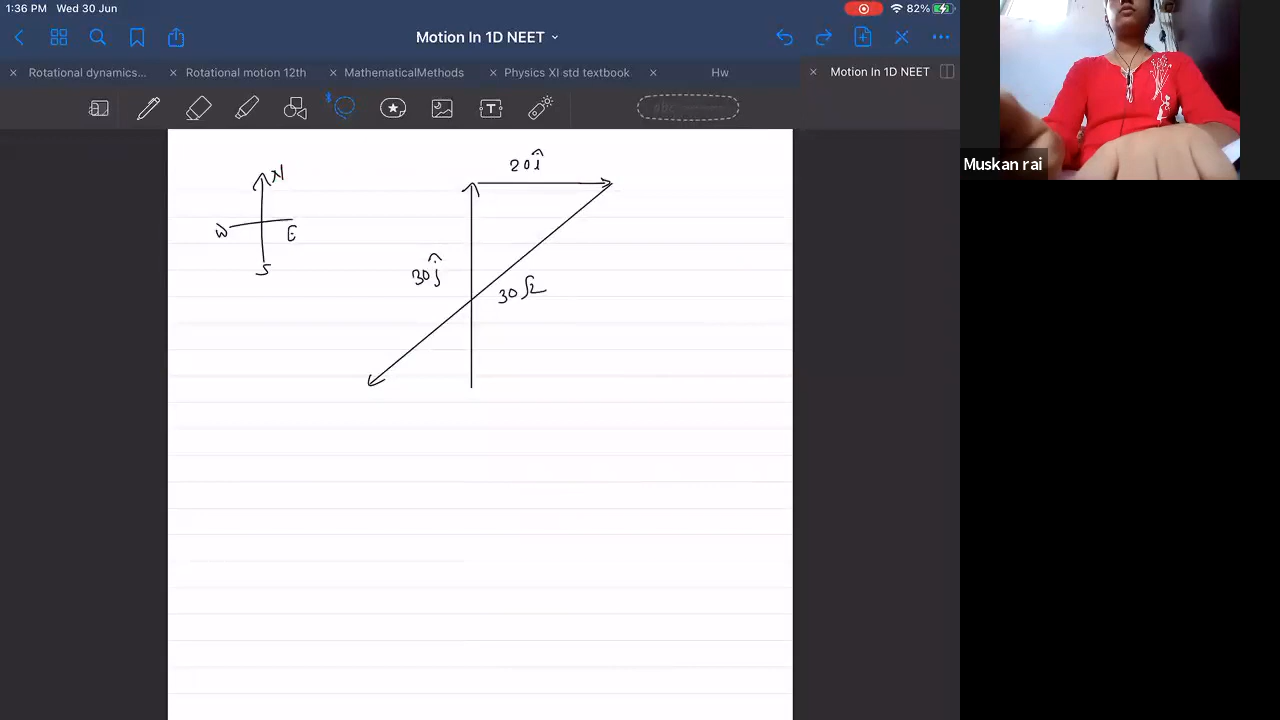 1:36 PM Wed 30 Jun
82%
Motion In 1D NEET
Rotational dynamics...
Rotational motion 12th
MathematicalMethods
Physics XI std textbook
Hw
Motion In 1D NEET
T
abc
Muskan rai
N
W
E
S
20î
30ĵ
30√2